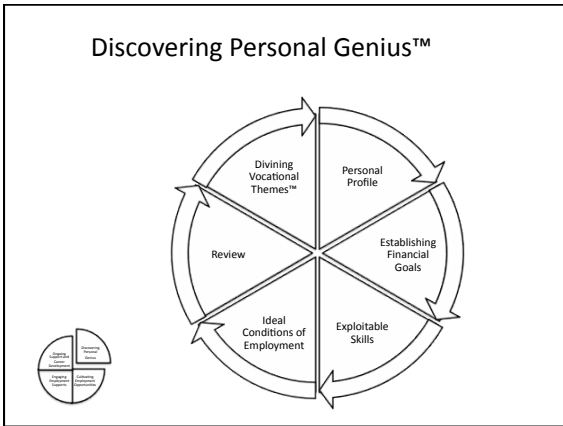 Discovering Personal Genius™
Divining
Vocational
Themes™
Personal
Profile
Review
Establishing
Financial
Goals
Ideal
Conditions of
Employment
Exploitable
Skills
Ongoing
Support and
Career
Development
Discovering
Personal
Genius
Engaging
Employment
Supports
Cultivating
Employment
Opportunities